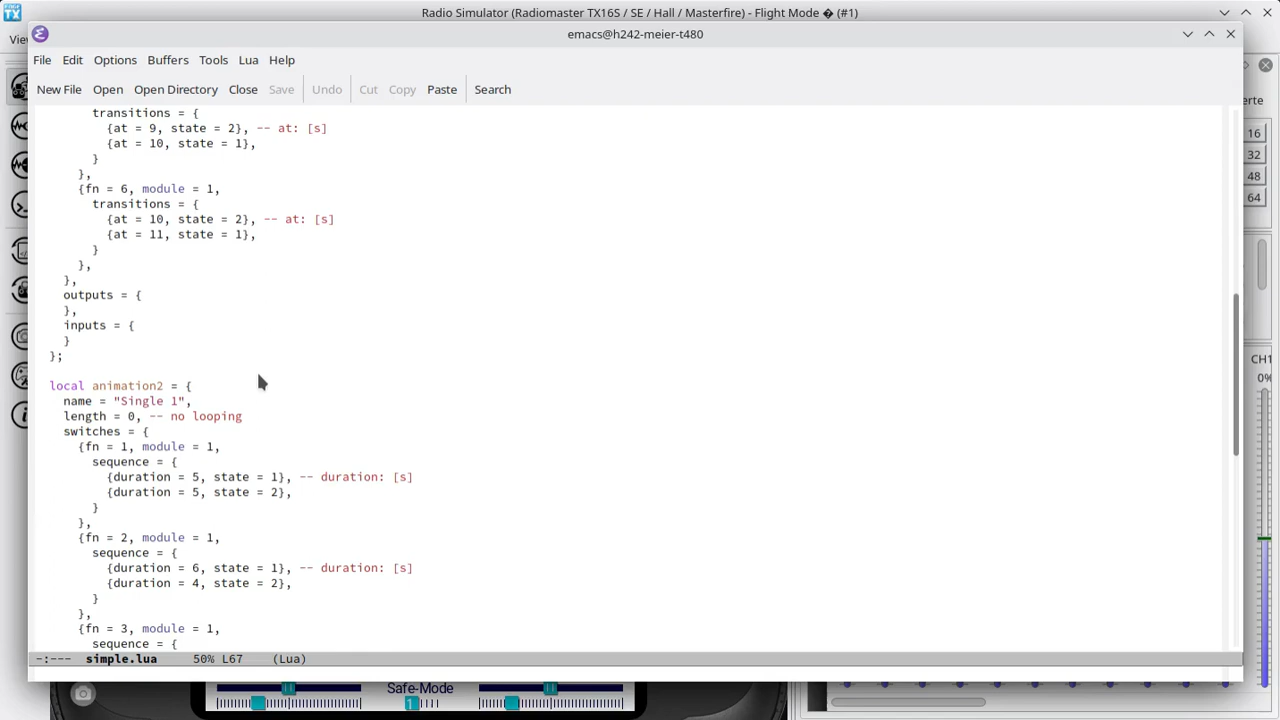 Radio Simulator (Radiomaster TX16S / SE / Hall / Masterfire) - Flight Mode � (#1)
emacs@h242-meier-t480
File Edit Options Buffers Tools Lua Help
New File Open Open Directory Close Save Undo Cut Copy Paste Search
transitions = {
{at = 9, state = 2}, -- at: [s]
{at = 10, state = 1},
}
},
{fn = 6, module = 1,
transitions = {
{at = 10, state = 2}, -- at: [s]
{at = 11, state = 1},
}
},
},
outputs = {
},
inputs = {
}
};
local animation2 = {
name = "Single 1",
length = 0, -- no looping
switches = {
{fn = 1, module = 1,
sequence = {
{duration = 5, state = 1}, -- duration: [s]
{duration = 5, state = 2},
}
},
{fn = 2, module = 1,
sequence = {
{duration = 6, state = 1}, -- duration: [s]
{duration = 4, state = 2},
}
},
{fn = 3, module = 1,
sequence = {
-:--- simple.lua 50% L67 (Lua)
TX
16
32
48
64
CH1
0%
Safe-Mode
1